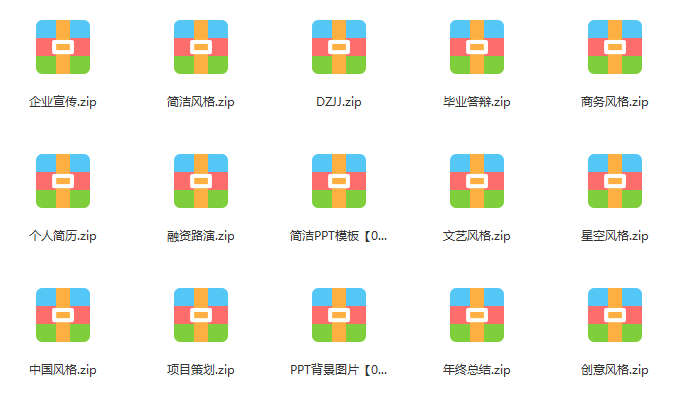 企业宣传.zip
简洁风格.zip
DZJJ.zip
毕业答辩.zip
商务风格.zip
个人简历.zip
融资路演.zip
简洁PPT模板【0...
文艺风格.zip
星空风格.zip
中国风格.zip
项目策划.zip
PPT背景图片【0...
年终总结.zip
创意风格.zip